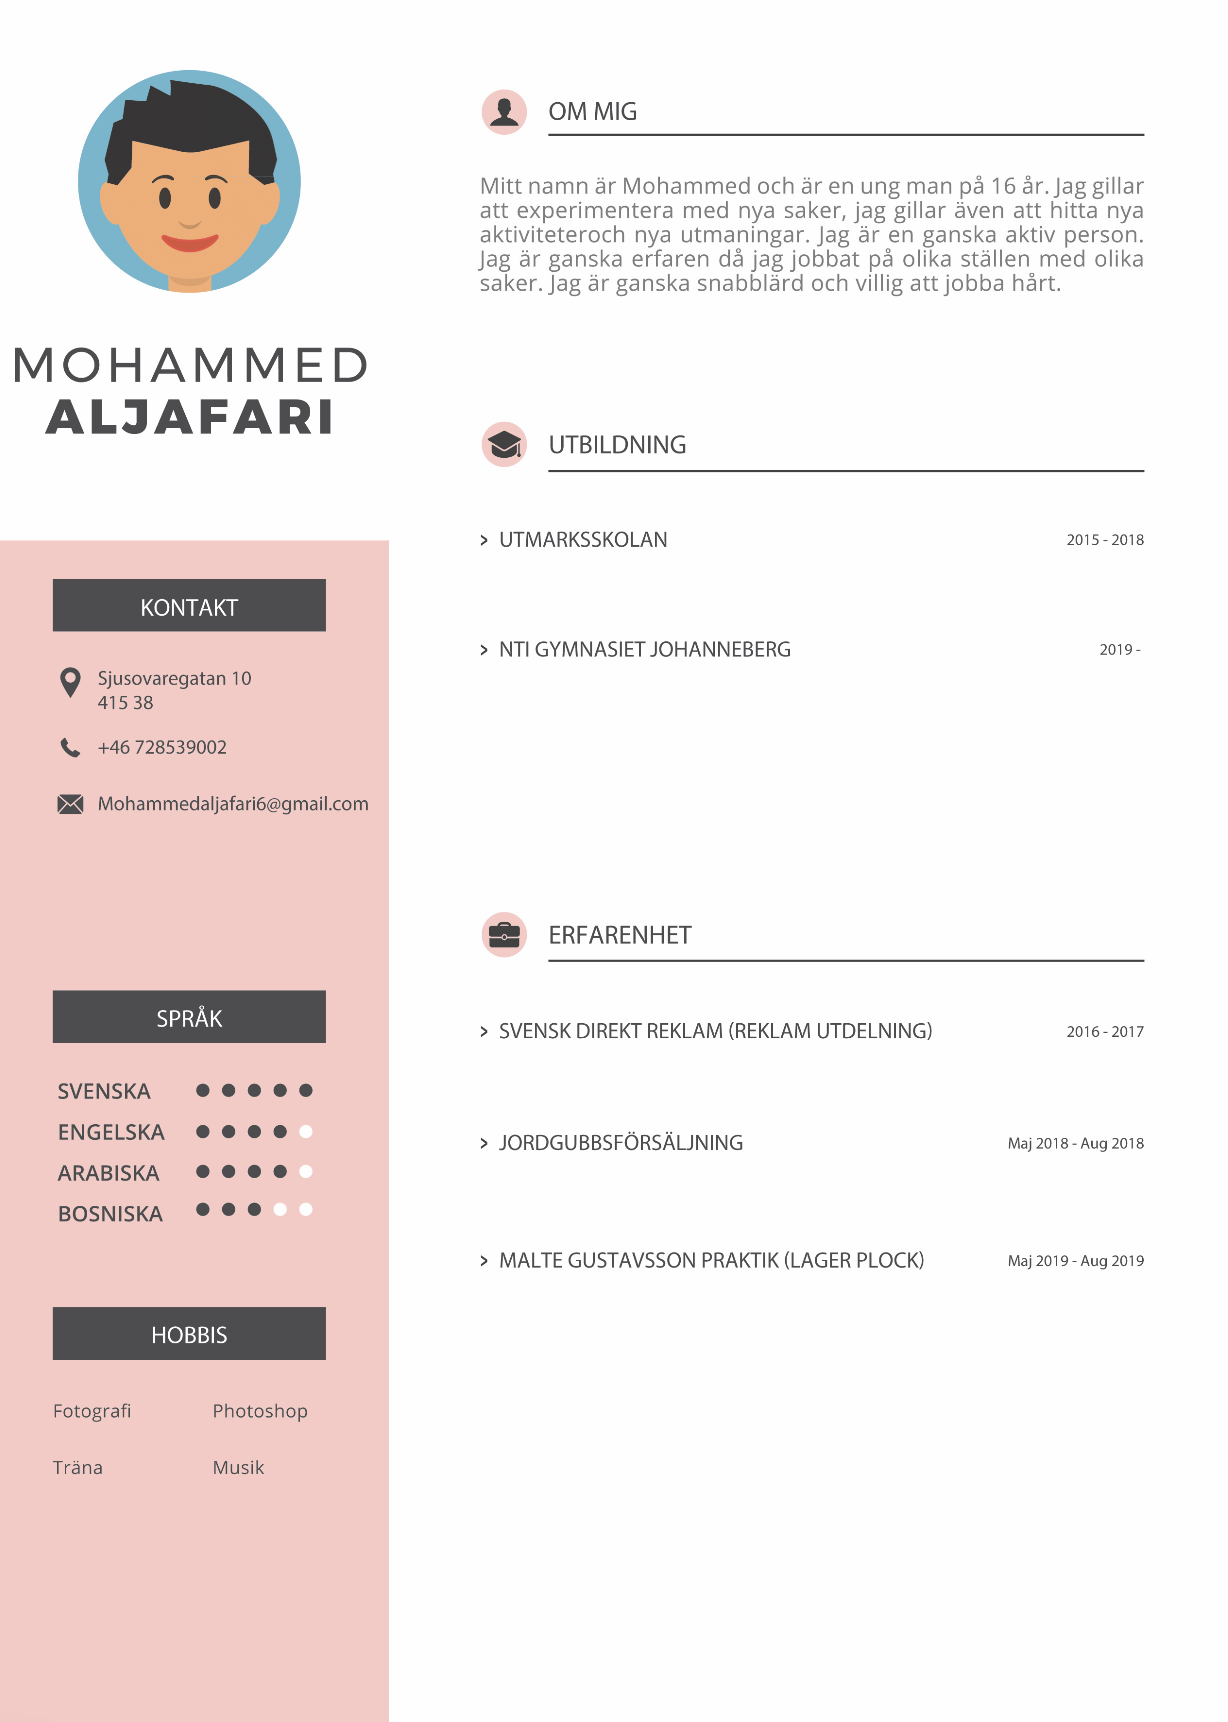 MOHAMMED
ALJAFARI
KONTAKT
Sjusovaregatan 10
415 38
+46 728539002
Mohammedaljafari6@gmail.com
SPRÅK
SVENSKA
ENGELSKA
ARABISKA
BOSNISKA
HOBBIS
Fotografi Photoshop
Träna Musik
OM MIG
Mitt namn är Mohammed och är en ung man på 16 år. Jag gillar
att experimentera med nya saker, jag gillar även att hitta nya
aktiviteteroch nya utmaningar. Jag är en ganska aktiv person.
Jag är ganska erfaren då jag jobbat på olika ställen med olika
saker. Jag är ganska snabblärd och villig att jobba hårt.
UTBILDNING
> UTMARKSSKOLAN 2015 - 2018
> NTI GYMNASIET JOHANNEBERG 2019 -
ERFARENHET
> SVENSK DIREKT REKLAM (REKLAM UTDELNING) 2016 - 2017
> JORDGUBBSFÖRSÄLJNING Maj 2018 - Aug 2018
> MALTE GUSTAVSSON PRAKTIK (LAGER PLOCK) Maj 2019 - Aug 2019